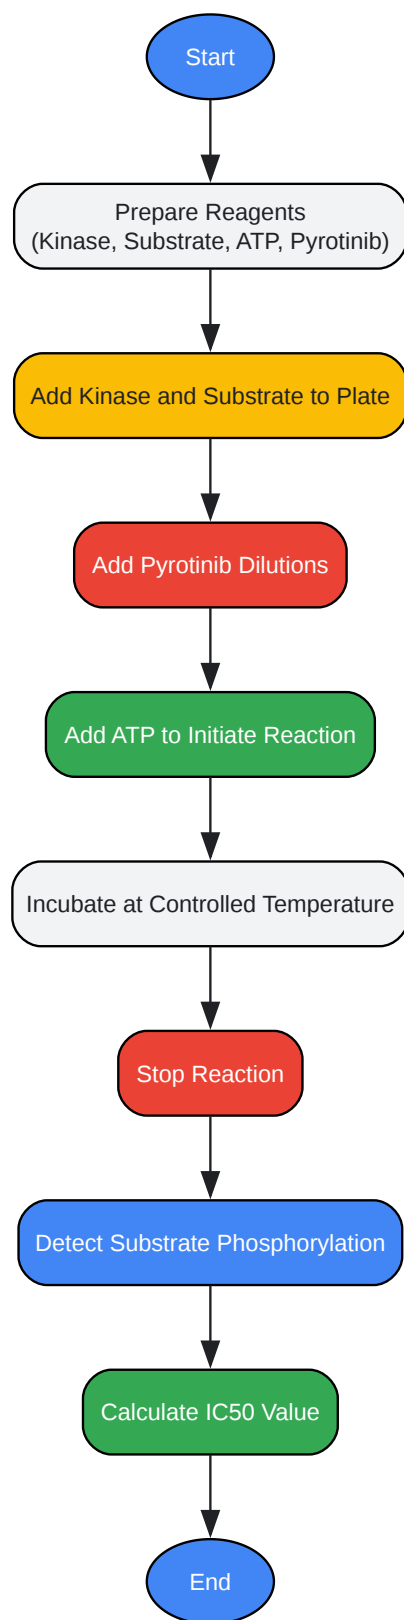 Start
Prepare Reagents
(Kinase, Substrate, ATP, Pyrotinib)
Add Kinase and Substrate to Plate
Add Pyrotinib Dilutions
Add ATP to Initiate Reaction
Incubate at Controlled Temperature
Stop Reaction
Detect Substrate Phosphorylation
Calculate IC50 Value
End